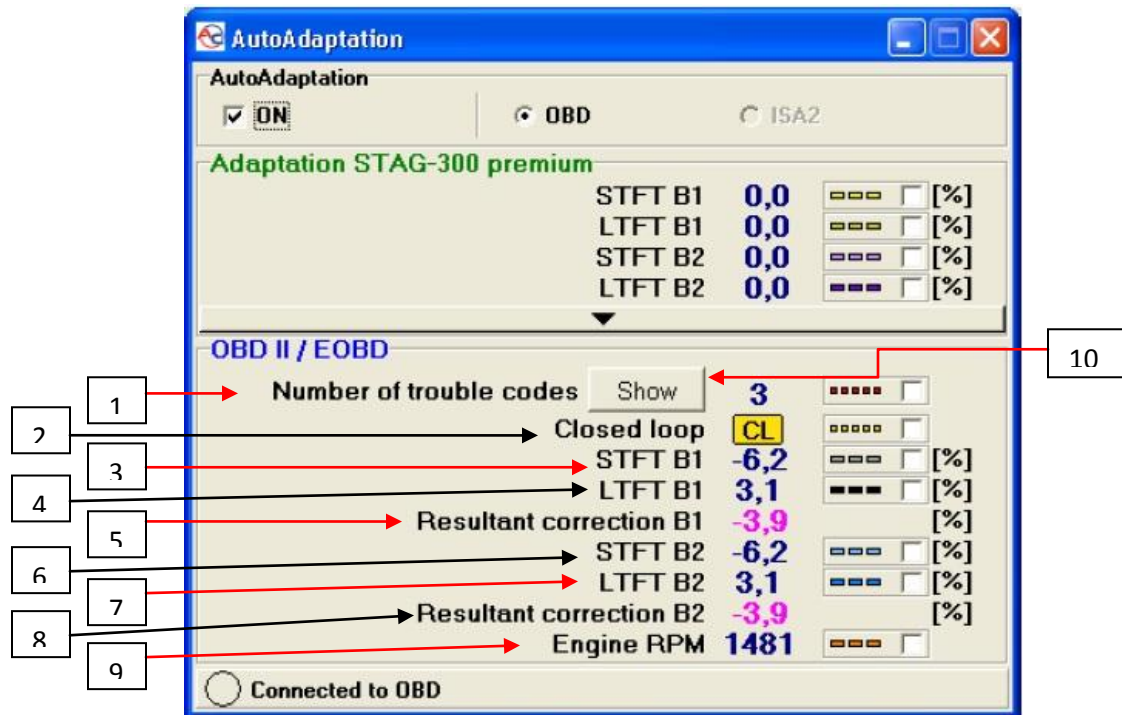 AutoAdaptation
AutoAdaptation
ON OBD ISA2
Adaptation STAG-300 premium
STFT B1 0,0 [%]
LTFT B1 0,0 [%]
STFT B2 0,0 [%]
LTFT B2 0,0 [%]
OBD II / EOBD
10
1 Number of trouble codes Show 3
2 Closed loop CL
3 STFT B1 -6,2 [%]
4 LTFT B1 3,1 [%]
5 Resultant correction B1 -3,9 [%]
6 STFT B2 -6,2 [%]
7 LTFT B2 3,1 [%]
8 Resultant correction B2 -3,9 [%]
9 Engine RPM 1481
Connected to OBD